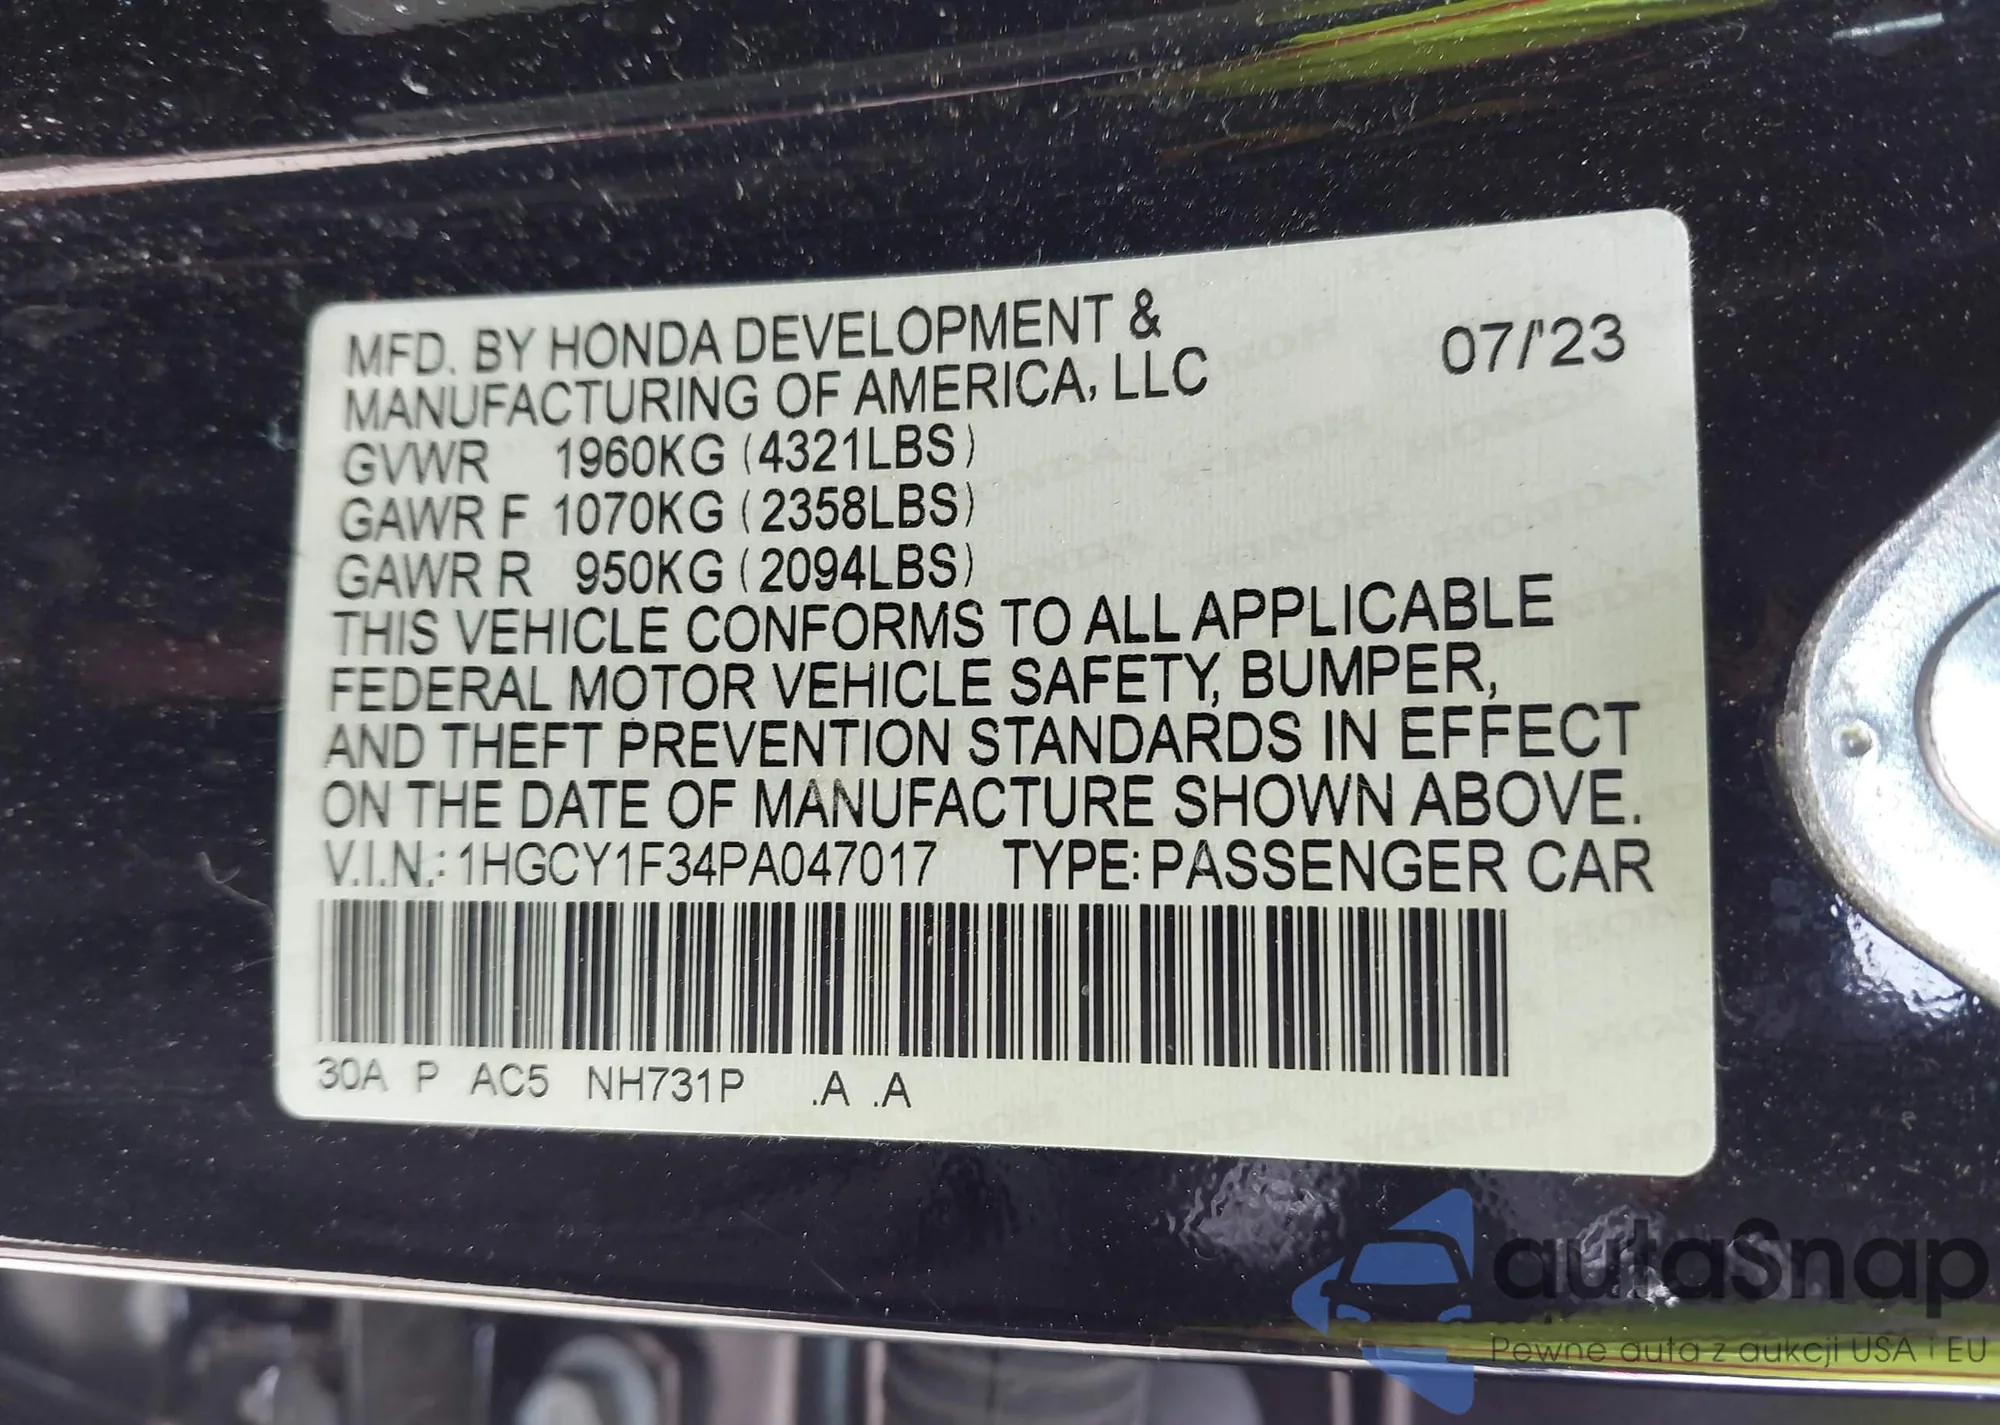 MFD. BY HONDA DEVELOPMENT &
MANUFACTURING OF AMERICA, LLC
07/'23
GVWR 1960KG (4321LBS)
GAWR F 1070KG (2358LBS)
GAWR R 950KG (2094LBS)
THIS VEHICLE CONFORMS TO ALL APPLICABLE
FEDERAL MOTOR VEHICLE SAFETY, BUMPER,
AND THEFT PREVENTION STANDARDS IN EFFECT
ON THE DATE OF MANUFACTURE SHOWN ABOVE.
V.I.N.: 1HGCY1F34PA047017 TYPE: PASSENGER CAR
30A P AC5 NH731P .A .A
autaSnap
Pewne auta z aukcji USA i EU